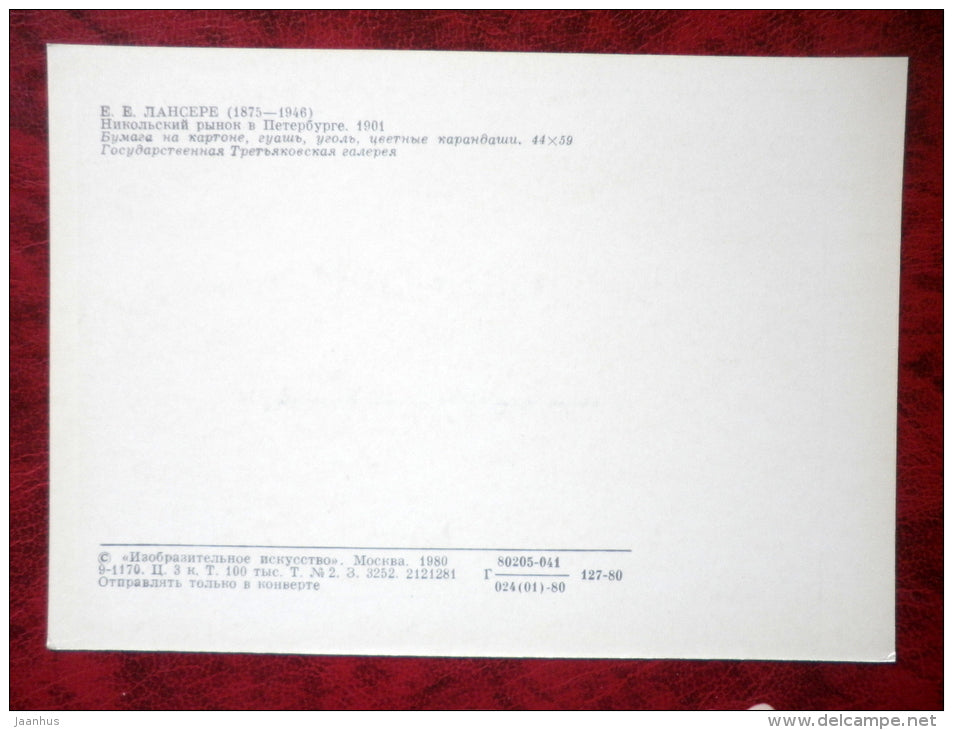 Е. Е. ЛАНСЕРЕ (1875—1946)
Никольский рынок в Петербурге. 1901
Бумага на картоне, гуашь, уголь, цветные карандаши. 44×59
Государственная Третьяковская галерея
© «Изобразительное искусство». Москва. 1980
9-1170. Ц. 3 к. Т. 100 тыс. Т. № 2. З. 3252. 2121281
Отправлять только в конверте
80205-041
Г 127-80
024(01)-80
jaanhus
www.delcampe.net